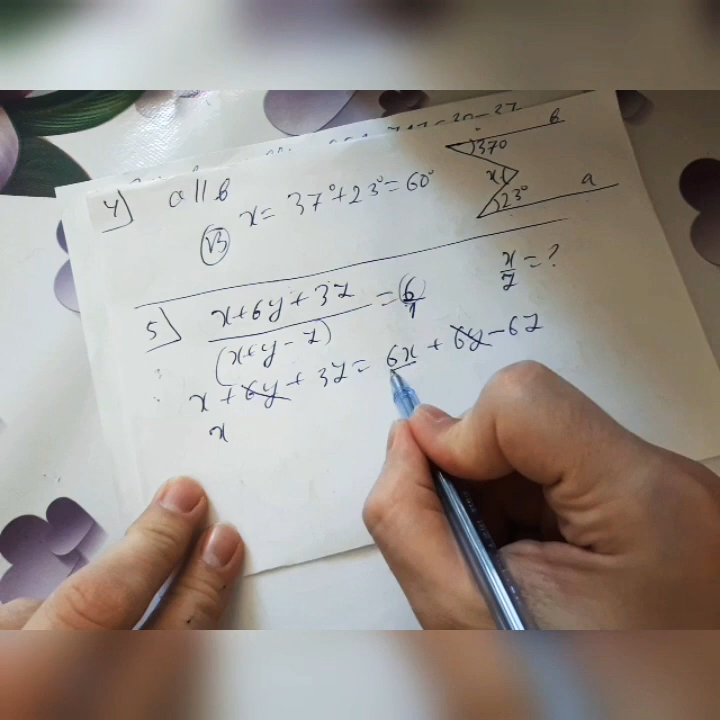 4) a || b
x = 37° + 23° = 60°
b
37°
x
23°
a
5) x+6y+3z / (x+y-z) = 6/1
x/z = ?
x + 6y + 3z = 6x + 6y - 6z
x